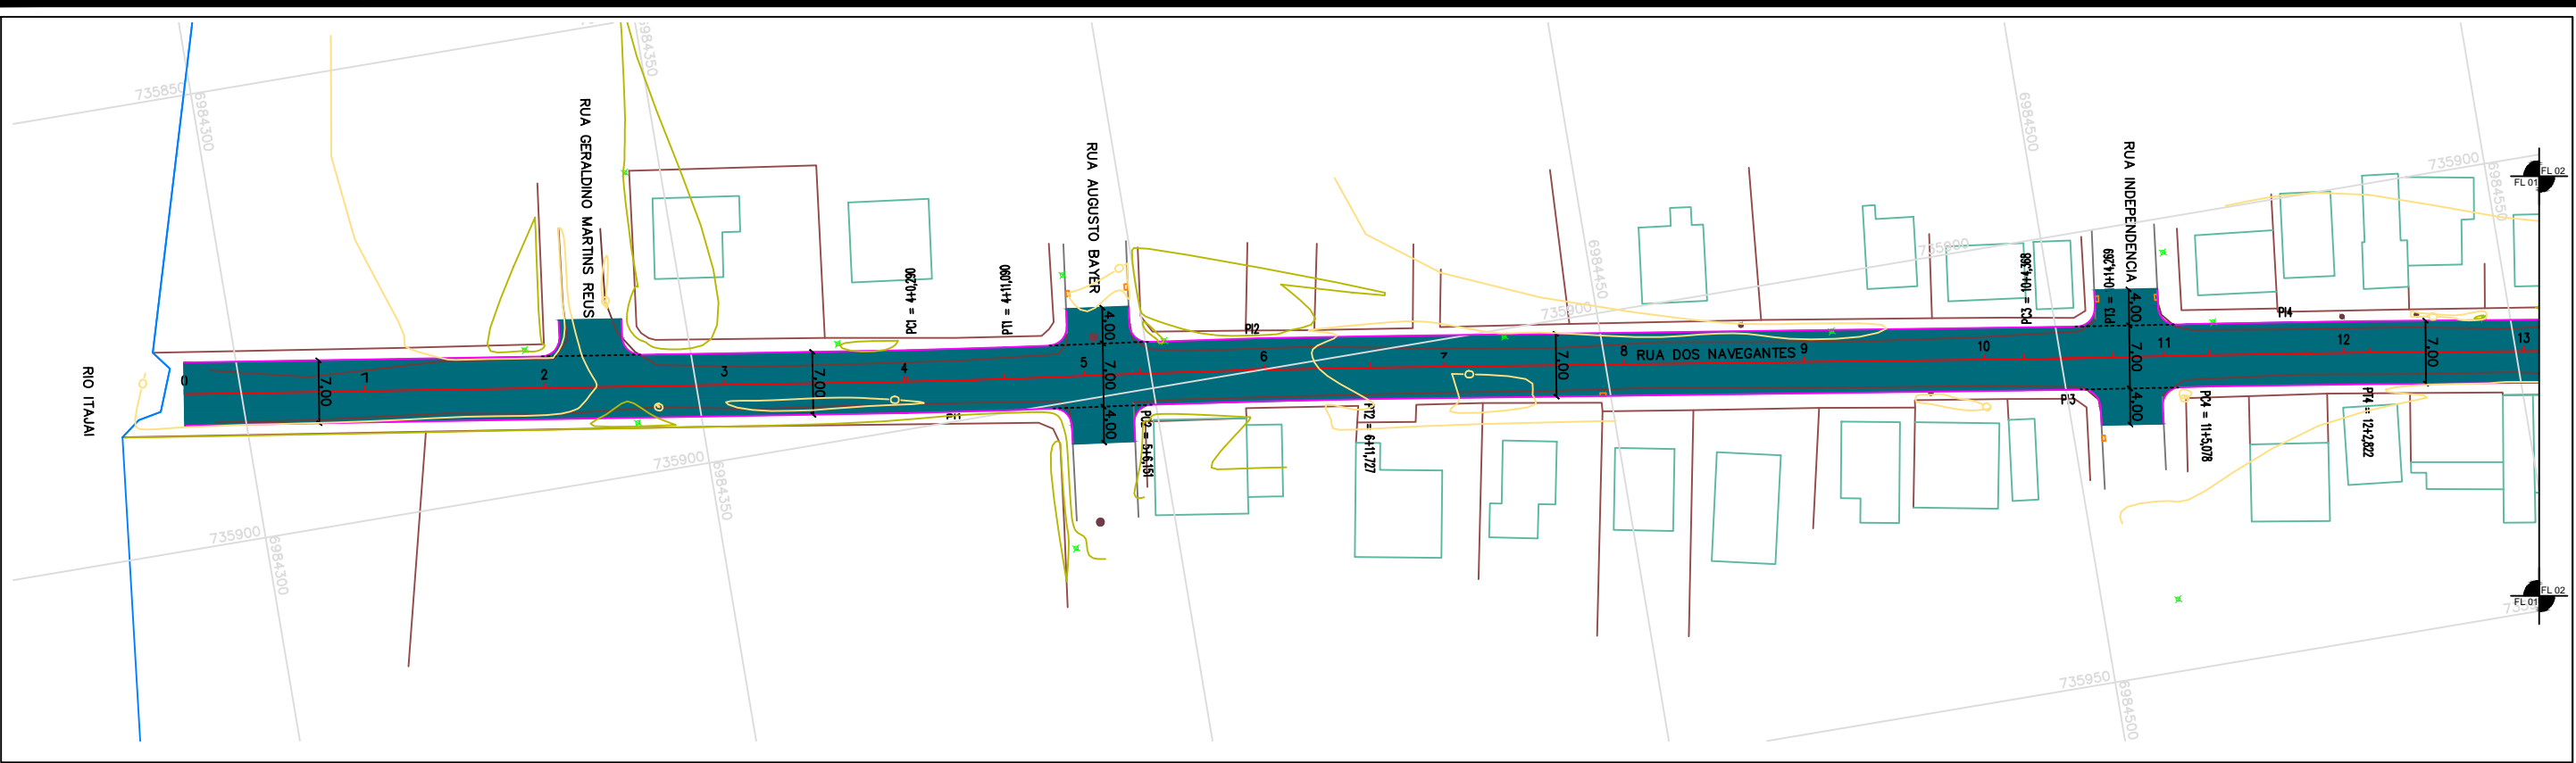 735850
6984300
6984350
RUA GERALDINO MARTINS REUS
RUA AUGUSTO BAYER
RUA INDEPENDENCIA
6984500
735900
6984550
FL 02
FL 01
PC1 = 4+0,290
PT1 = 4+11,090
4,00
PI2
6984450
735900
735900
PC3 = 10+4,398
PT3 = 10+14,269
4,00
PI4
0
7,00
1
2
3
7,00
4
5
7,00
6
7
7,00
8
RUA DOS NAVEGANTES
9
10
7,00
11
12
7,00
13
RIO ITAJAI
PI1
4,00
PC2 = 5+6,151
PT2 = 6+11,727
PI3
4,00
PC4 = 11+5,078
PT4 = 12+2,822
735900
6984300
735900
6984350
735950
6984500
FL 02
FL 01